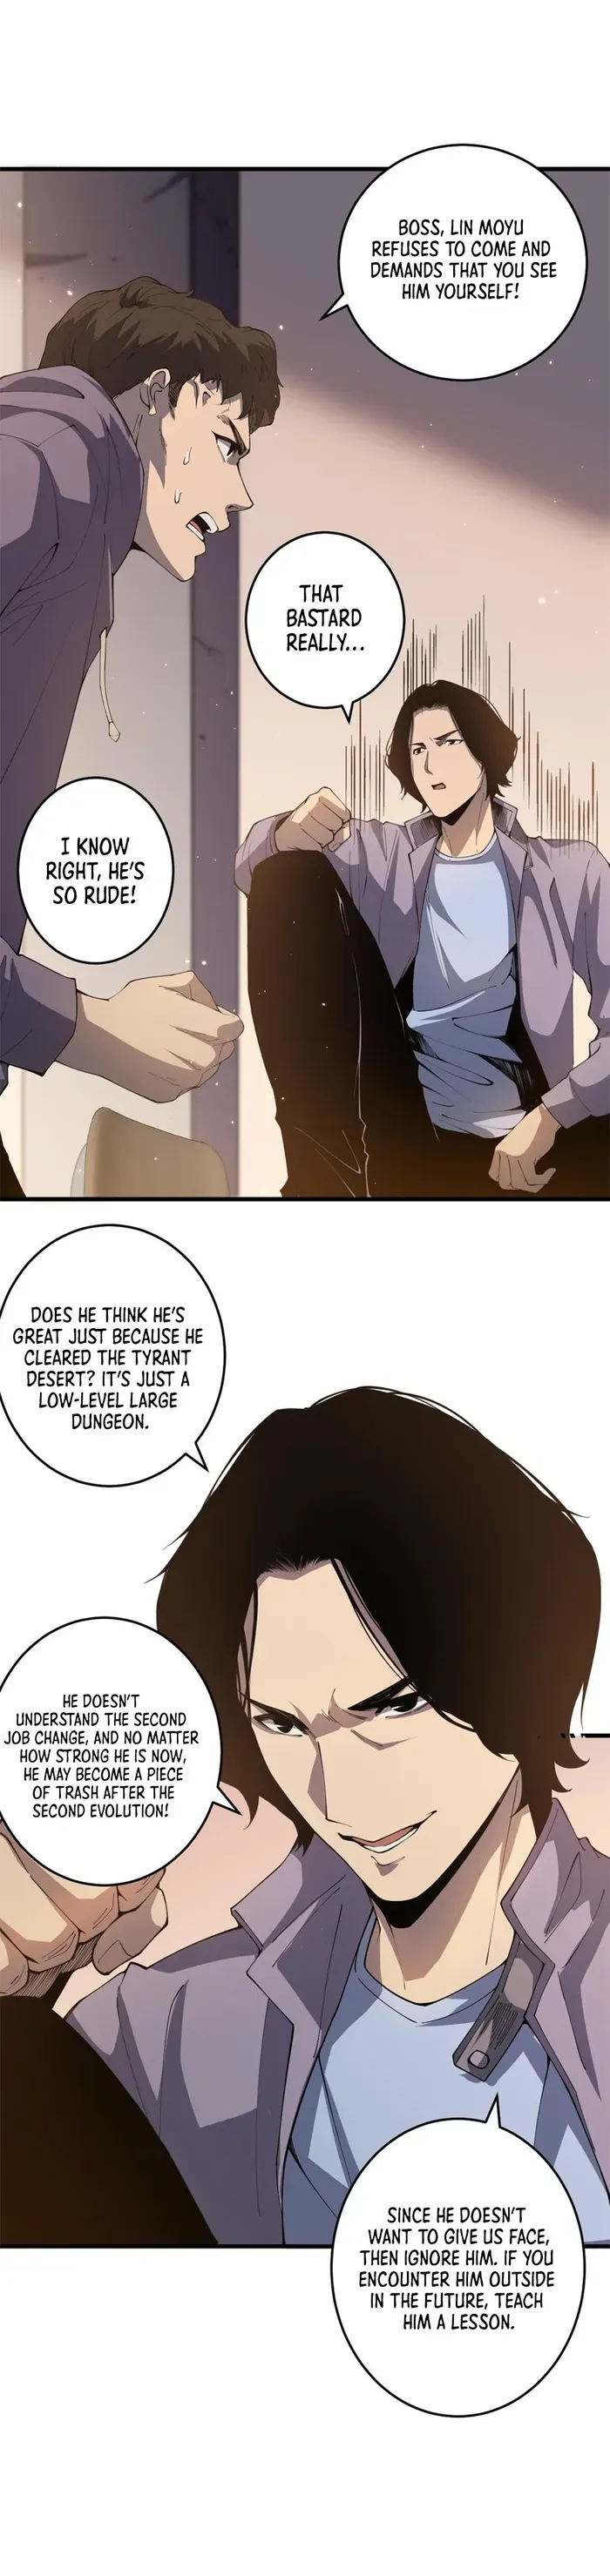 BOSS, LIN MOYU
REFUSES TO COME AND
DEMANDS THAT YOU SEE
HIM YOURSELF!
THAT
BASTARD
REALLY...
I KNOW
RIGHT, HE'S
SO RUDE!
DOES HE THINK HE'S
GREAT JUST BECAUSE HE
CLEARED THE TYRANT
DESERT? IT'S JUST A
LOW-LEVEL LARGE
DUNGEON.
HE DOESN'T
UNDERSTAND THE SECOND
JOB CHANGE, AND NO MATTER
HOW STRONG HE IS NOW,
HE MAY BECOME A PIECE
OF TRASH AFTER THE
SECOND EVOLUTION!
SINCE HE DOESN'T
WANT TO GIVE US FACE,
THEN IGNORE HIM. IF YOU
ENCOUNTER HIM OUTSIDE
IN THE FUTURE, TEACH
HIM A LESSON.